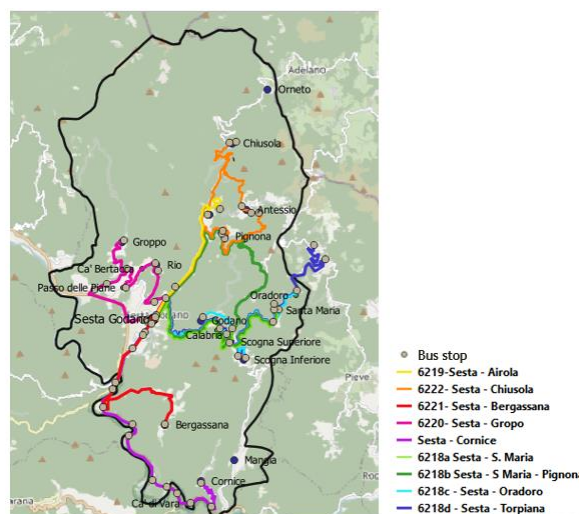 Adelano
Orneto
Chiusola
Antessio
Pignona
Groppo
Ca' Bertacca
Rio
Passo delle Piane
Oradoro
Santa Maria
Sesta Godano
Godano
Calabria
Scogna Superiore
Scogna Inferiore
Pieve
Bergassana
Mangia
Cornice
Ca' di Vara
Roc
arana
Bus stop
6219-Sesta - Airola
6222- Sesta - Chiusola
6221- Sesta - Bergassana
6220- Sesta - Gropo
Sesta - Cornice
6218a Sesta - S. Maria
6218b Sesta - S Maria - Pignona
6218c - Sesta - Oradoro
6218d - Sesta - Torpiana